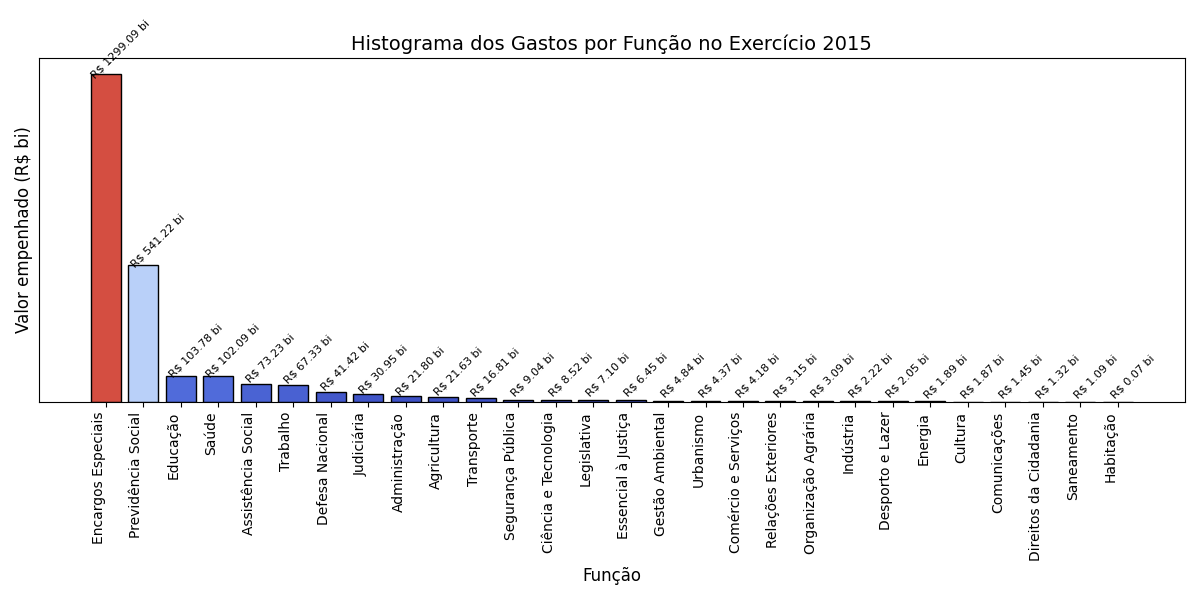 Histograma dos Gastos por Função no Exercício 2015
Valor empenhado (R$ bi)
R$ 1299.09 bi
R$ 541.22 bi
R$ 103.78 bi
R$ 102.09 bi
R$ 73.23 bi
R$ 67.33 bi
R$ 41.42 bi
R$ 30.95 bi
R$ 21.80 bi
R$ 21.63 bi
R$ 16.81 bi
R$ 9.04 bi
R$ 8.52 bi
R$ 7.10 bi
R$ 6.45 bi
R$ 4.84 bi
R$ 4.37 bi
R$ 4.18 bi
R$ 3.15 bi
R$ 3.09 bi
R$ 2.22 bi
R$ 2.05 bi
R$ 1.89 bi
R$ 1.87 bi
R$ 1.45 bi
R$ 1.32 bi
R$ 1.09 bi
R$ 0.07 bi
Encargos Especiais
Previdência Social
Educação
Saúde
Assistência Social
Trabalho
Defesa Nacional
Judiciária
Administração
Agricultura
Transporte
Segurança Pública
Ciência e Tecnologia
Legislativa
Essencial à Justiça
Gestão Ambiental
Urbanismo
Comércio e Serviços
Relações Exteriores
Organização Agrária
Indústria
Desporto e Lazer
Energia
Cultura
Comunicações
Direitos da Cidadania
Saneamento
Habitação
Função